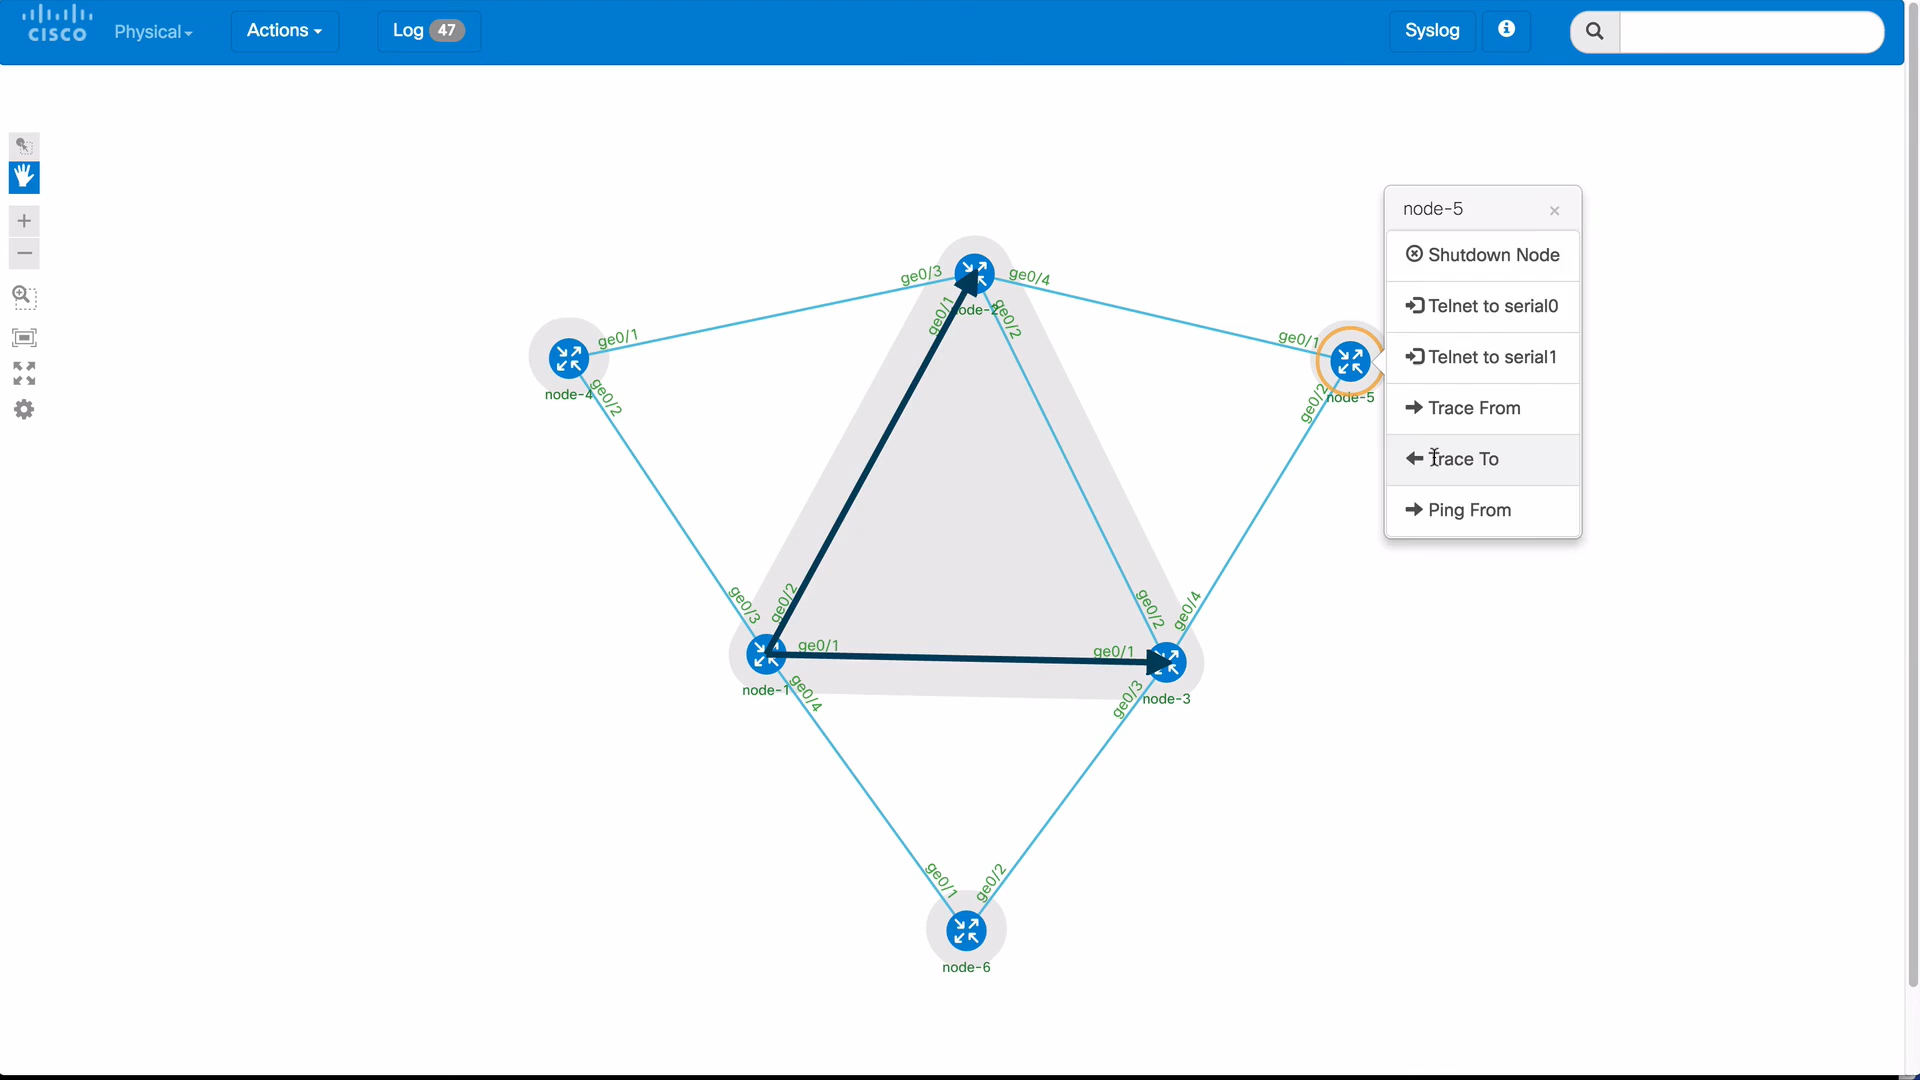 CISCO Physical Actions Log 47 Syslog
node-5 ×
Shutdown Node
Telnet to serial0
Telnet to serial1
Trace From
Trace To
Ping From
ge0/3
ge0/4
ge0/1
ge0/2
node-2
ge0/1
ge0/1
node-4
ge0/2
node-5
ge0/2
ge0/3
ge0/2
ge0/2
ge0/4
ge0/1
ge0/1
node-1
ge0/4
ge0/3
node-3
ge0/1
ge0/2
node-6